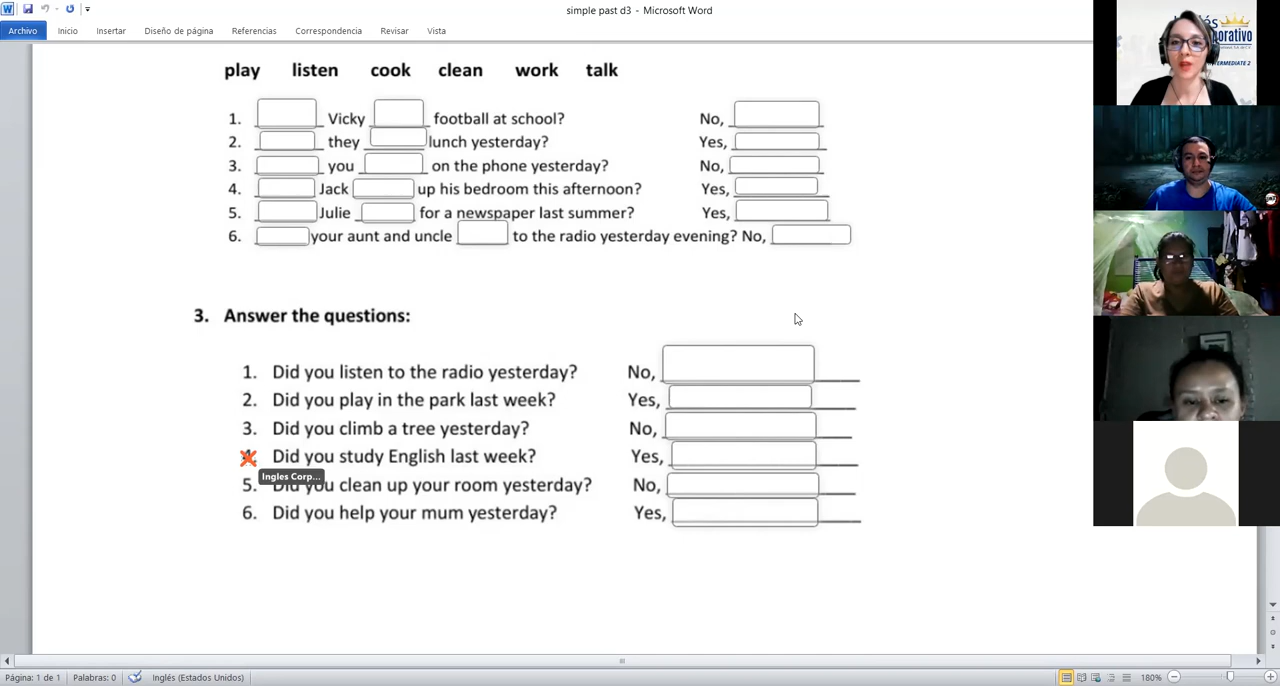 simple past d3 - Microsoft Word
Archivo Inicio Insertar Diseño de página Referencias Correspondencia Revisar Vista
play listen cook clean work talk
1. Vicky football at school? No,
2. they lunch yesterday? Yes,
3. you on the phone yesterday? No,
4. Jack up his bedroom this afternoon? Yes,
5. Julie for a newspaper last summer? Yes,
6. your aunt and uncle to the radio yesterday evening? No,
3. Answer the questions:
1. Did you listen to the radio yesterday? No,
2. Did you play in the park last week? Yes,
3. Did you climb a tree yesterday? No,
Did you study English last week? Yes,
Ingles Corp...
5. Did you clean up your room yesterday? No,
6. Did you help your mum yesterday? Yes,
Página: 1 de 1 Palabras: 0 Inglés (Estados Unidos) 180%